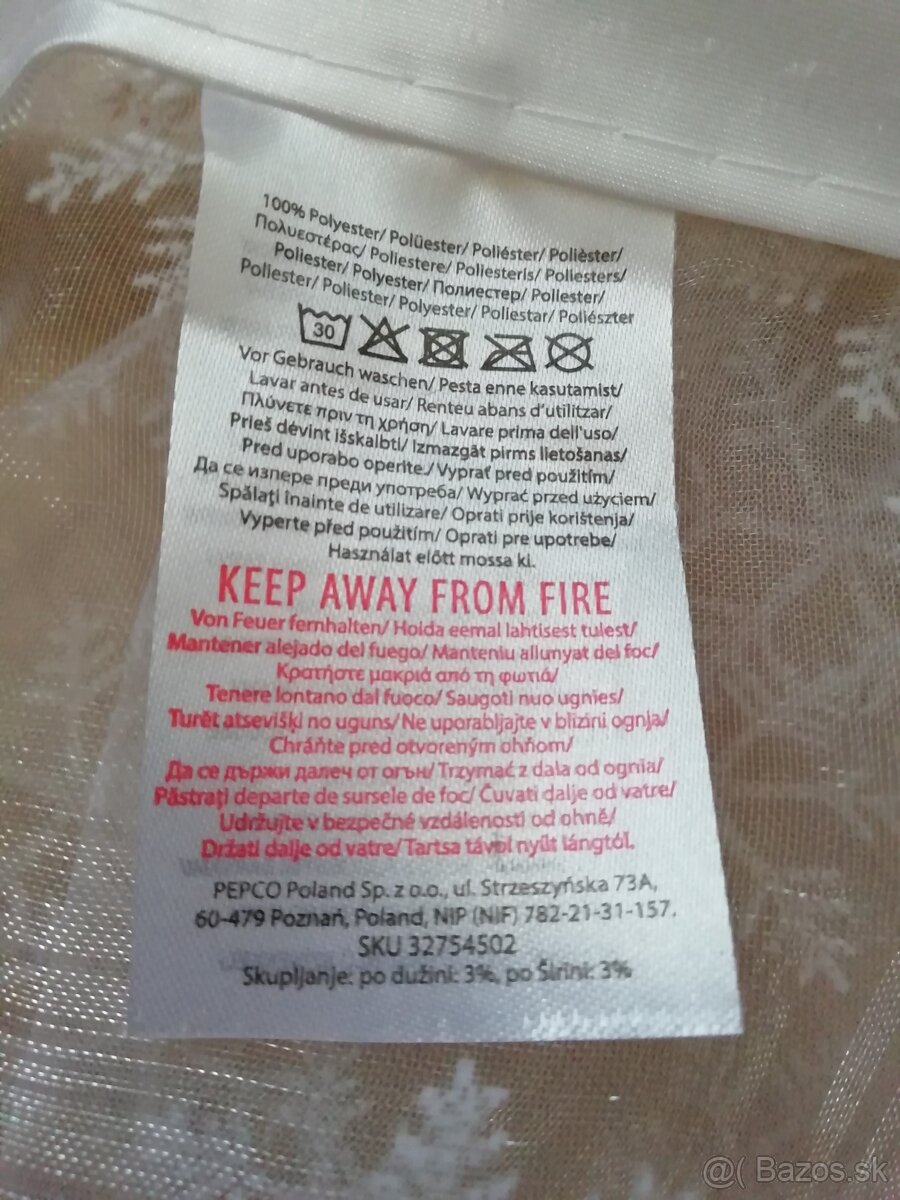 100% Polyester/ Polüester/ Poliéster/ Polièster/
Πολυεστέρας/ Poliestere/ Poliesteris/ Poliesters/
Poliester/ Polyester/ Полиестер/ Poliester/
Poliester/ Poliester/ Polyester/ Poliestar/ Poliészter
30
Vor Gebrauch waschen/ Pesta enne kasutamist/
Lavar antes de usar/ Renteu abans d'utilitzar/
Πλύνετε πριν τη χρήση/ Lavare prima dell'uso/
Prieš dėvint išskalbti/ Izmazgāt pirms lietošanas/
Pred uporabo operite./ Vyprať pred použitím/
Да се изпере преди употреба/ Wyprać przed użyciem/
Spălați înainte de utilizare/ Oprati prije korištenja/
Vyperte před použitím/ Oprati pre upotrebe/
Használat előtt mossa ki.
KEEP AWAY FROM FIRE
Von Feuer fernhalten/ Hoida eemal lahtisest tulest/
Mantener alejado del fuego/ Manteniu allunyat del foc/
Κρατήστε μακριά από τη φωτιά/
Tenere lontano dal fuoco/ Saugoti nuo ugnies/
Turēt atsevišķi no uguns/ Ne uporabljajte v bližini ognja/
Chráňte pred otvoreným ohňom/
Да се държи далеч от огън/ Trzymać z dala od ognia/
Păstrați departe de sursele de foc/ Čuvati dalje od vatre/
Udržujte v bezpečné vzdálenosti od ohně/
Držati dalje od vatre/ Tartsa távol nyílt lángtól.
PEPCO Poland Sp. z o.o., ul. Strzeszyńska 73A,
60-479 Poznań, Poland, NIP (NIF) 782-21-31-157.
SKU 32754502
Skupljanje: po dužini: 3%, po širini: 3%
@( Bazos.sk